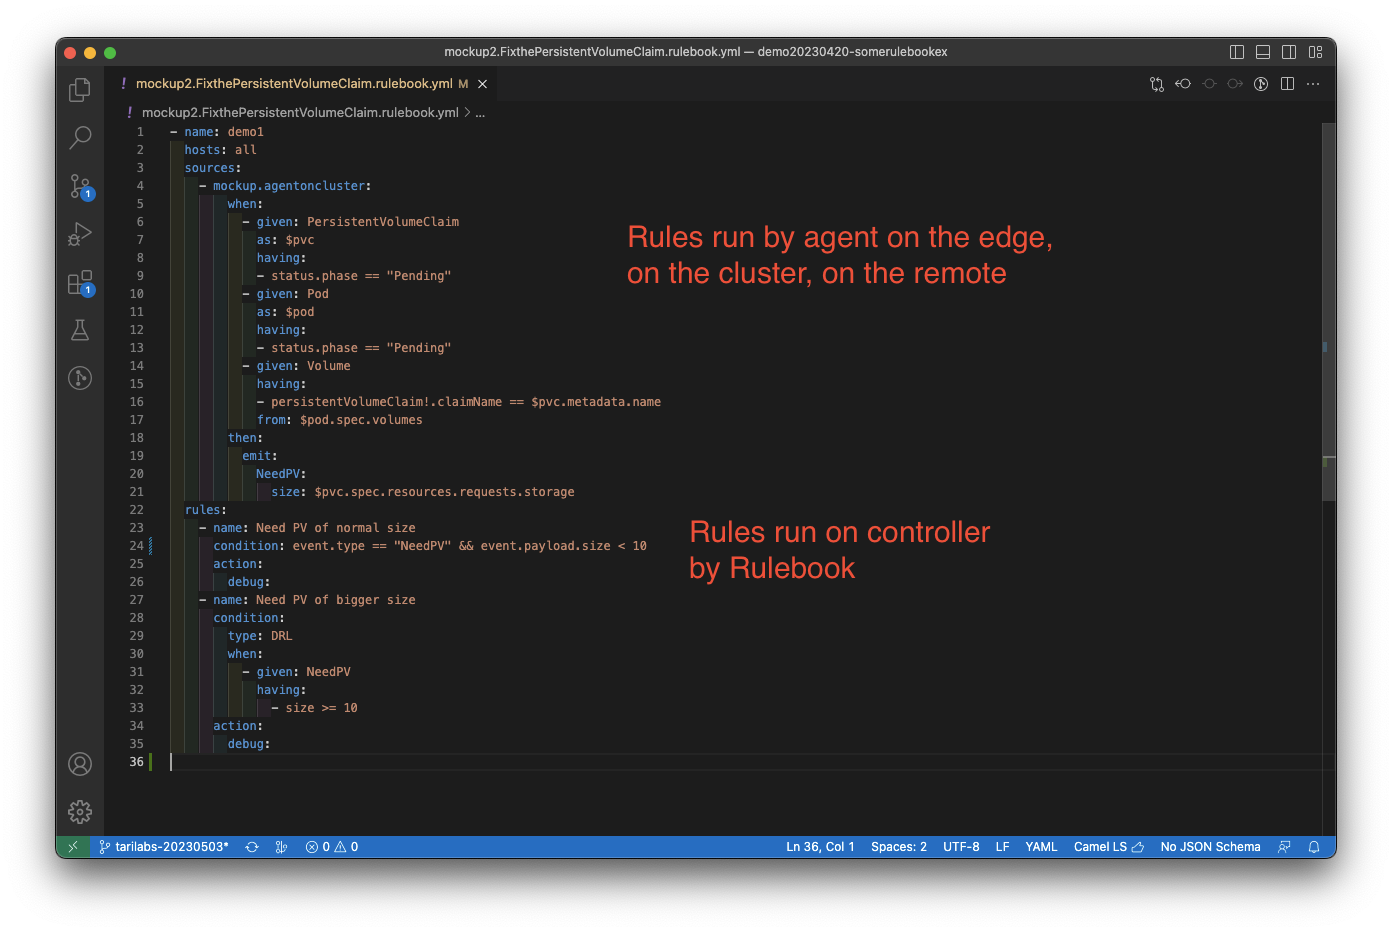 mockup2.FixthePersistentVolumeClaim.rulebook.yml — demo20230420-somerulebookex
! mockup2.FixthePersistentVolumeClaim.rulebook.yml M
! mockup2.FixthePersistentVolumeClaim.rulebook.yml > ...
1 - name: demo1
2 hosts: all
3 sources:
4 - mockup.agentoncluster:
5 when:
6 - given: PersistentVolumeClaim
7 as: $pvc
8 having:
9 - status.phase == "Pending"
10 - given: Pod
11 as: $pod
12 having:
13 - status.phase == "Pending"
14 - given: Volume
15 having:
16 - persistentVolumeClaim!.claimName == $pvc.metadata.name
17 from: $pod.spec.volumes
18 then:
19 emit:
20 NeedPV:
21 size: $pvc.spec.resources.requests.storage
22 rules:
23 - name: Need PV of normal size
24 condition: event.type == "NeedPV" && event.payload.size < 10
25 action:
26 debug:
27 - name: Need PV of bigger size
28 condition:
29 type: DRL
30 when:
31 - given: NeedPV
32 having:
33 - size >= 10
34 action:
35 debug:
36
Rules run by agent on the edge,
on the cluster, on the remote
Rules run on controller
by Rulebook
1
1
tarilabs-20230503* 0 0 Ln 36, Col 1 Spaces: 2 UTF-8 LF YAML Camel LS No JSON Schema